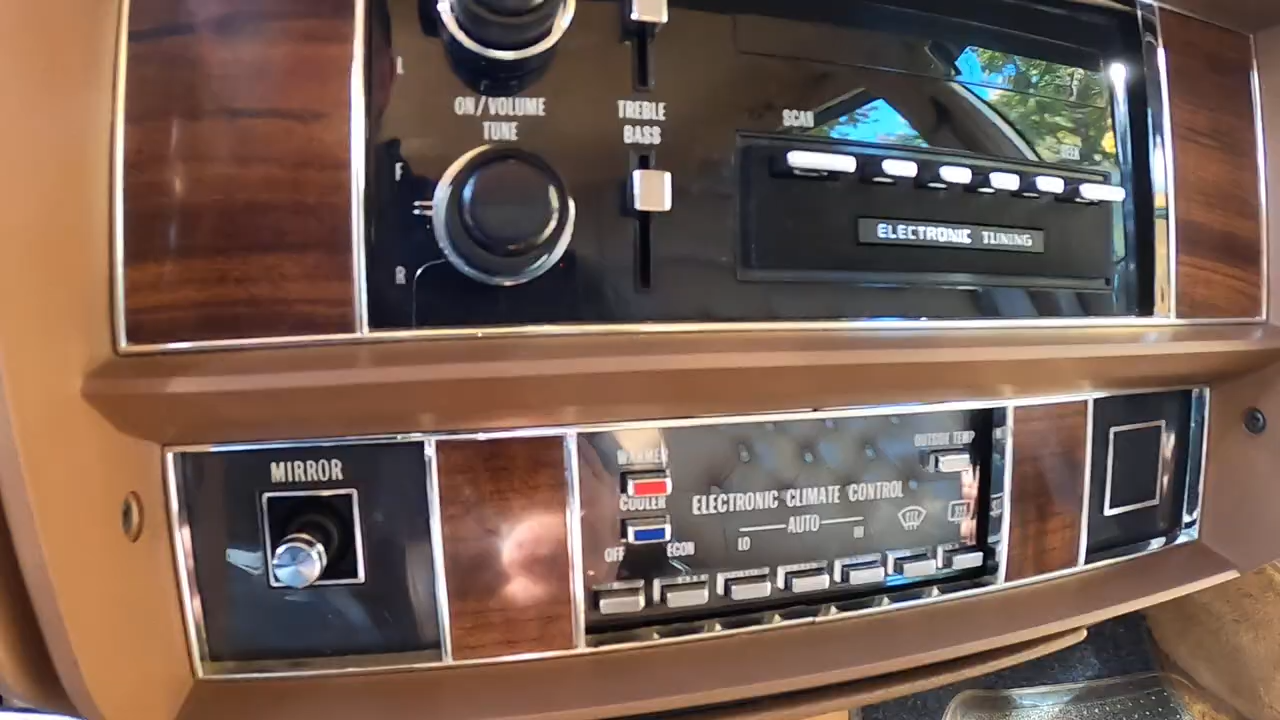 L
ON/VOLUME
TUNE
TREBLE
BASS
SCAN
F
R
ELECTRONIC TUNING
MIRROR
WARMER
COOLER
OUTSIDE TEMP
ELECTRONIC CLIMATE CONTROL
AUTO
LO
HI
OFF
ECON